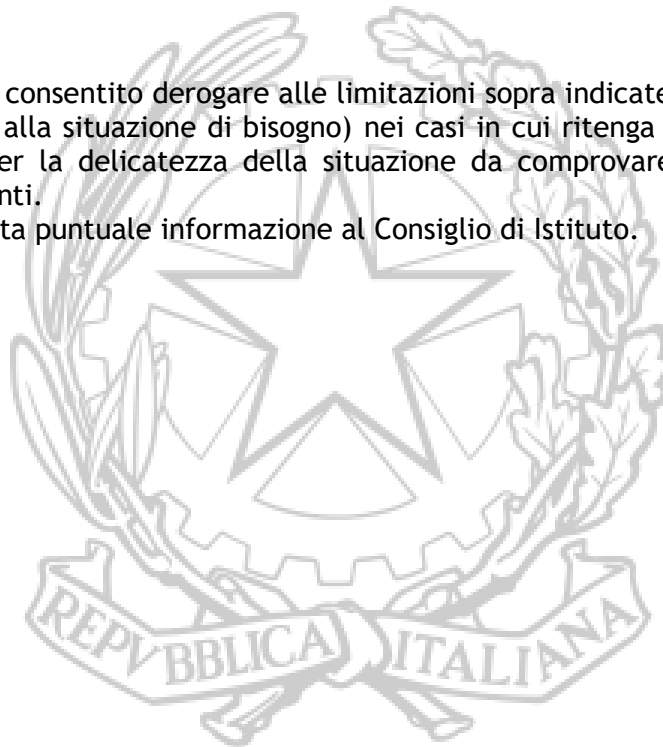 consentito derogare alle limitazioni sopra indicate
alla situazione di bisogno) nei casi in cui ritenga
er la delicatezza della situazione da comprovare
nti.
ta puntuale informazione al Consiglio di Istituto.
REPVBBLICA ITALIANA